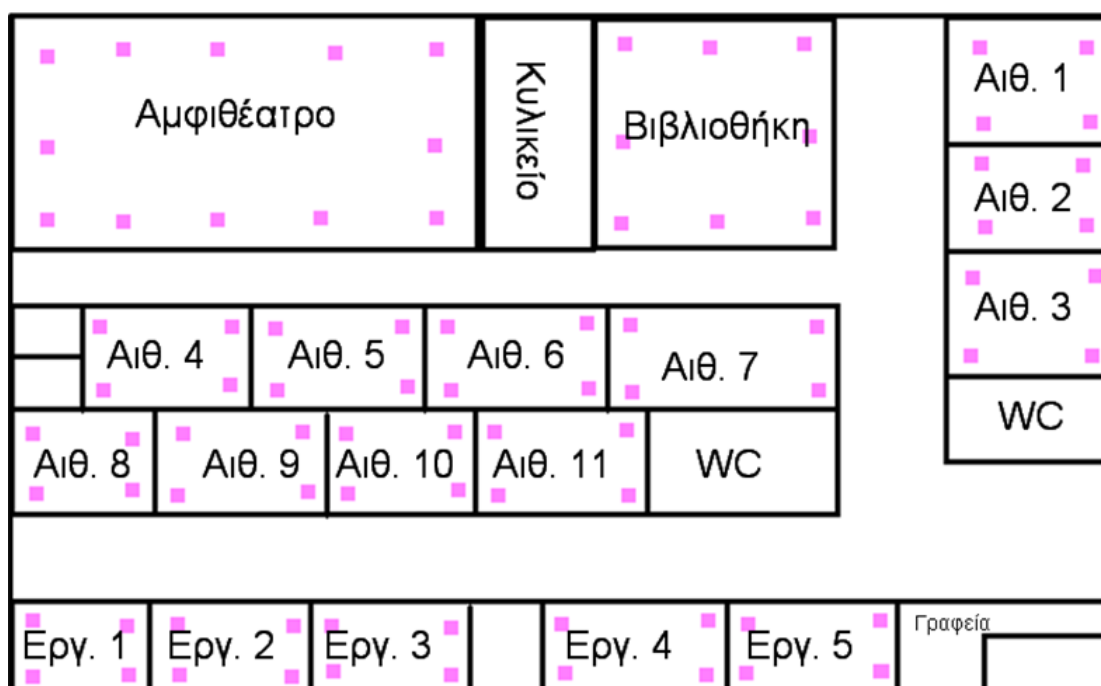 Αμφιθέατρο
Κυλικείο
Βιβλιοθήκη
Αιθ. 1
Αιθ. 2
Αιθ. 3
WC
Αιθ. 4
Αιθ. 5
Αιθ. 6
Αιθ. 7
Αιθ. 8
Αιθ. 9
Αιθ. 10
Αιθ. 11
WC
Εργ. 1
Εργ. 2
Εργ. 3
Εργ. 4
Εργ. 5
Γραφεία